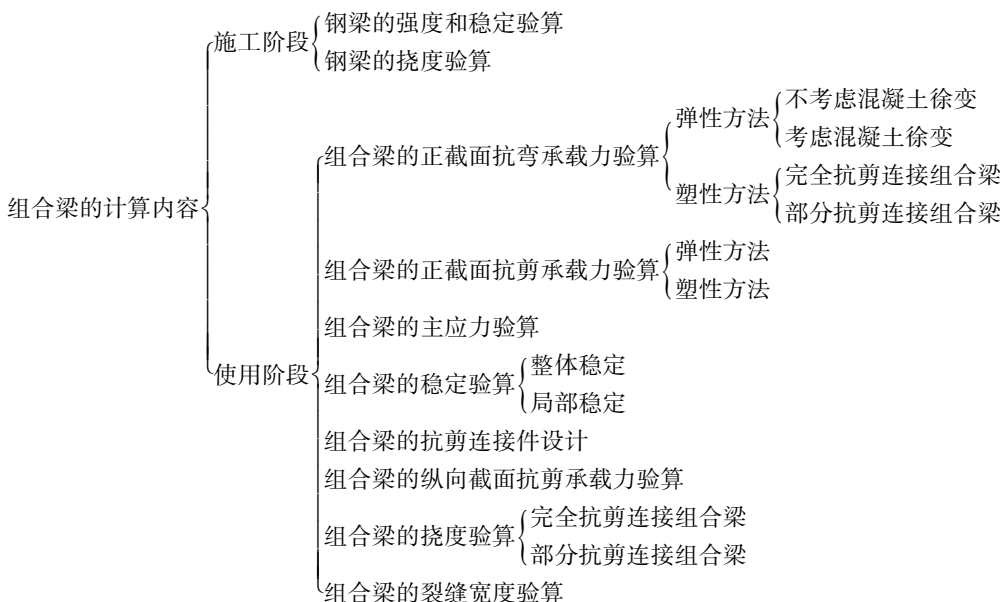 组合梁的计算内容
施工阶段
钢梁的强度和稳定验算
钢梁的挠度验算
使用阶段
组合梁的正截面抗弯承载力验算
弹性方法
不考虑混凝土徐变
考虑混凝土徐变
塑性方法
完全抗剪连接组合梁
部分抗剪连接组合梁
组合梁的正截面抗剪承载力验算
弹性方法
塑性方法
组合梁的主应力验算
组合梁的稳定验算
整体稳定
局部稳定
组合梁的抗剪连接件设计
组合梁的纵向截面抗剪承载力验算
组合梁的挠度验算
完全抗剪连接组合梁
部分抗剪连接组合梁
组合梁的裂缝宽度验算